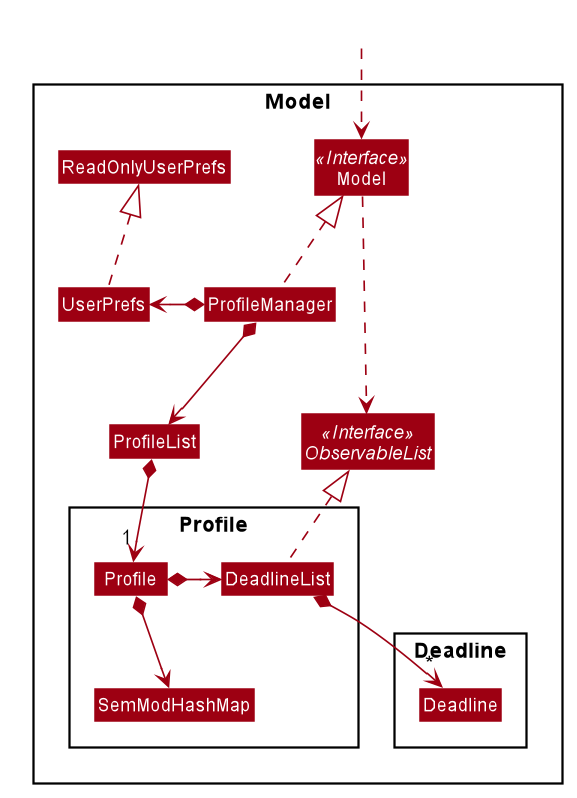 Model
ReadOnlyUserPrefs
«Interface»
Model
UserPrefs
ProfileManager
ProfileList
«Interface»
ObservableList
Profile
1
Profile
DeadlineList
Deadline
*
SemModHashMap
Deadline